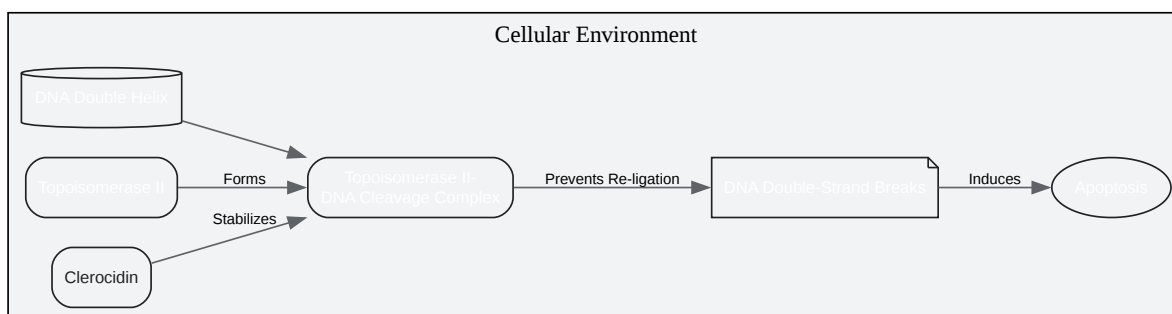 Cellular Environment
DNA Double Helix
Topoisomerase II
Forms
Topoisomerase II-
DNA Cleavage Complex
Prevents Re-ligation
DNA Double-Strand Breaks
Induces
Apoptosis
Stabilizes
Clerocidin